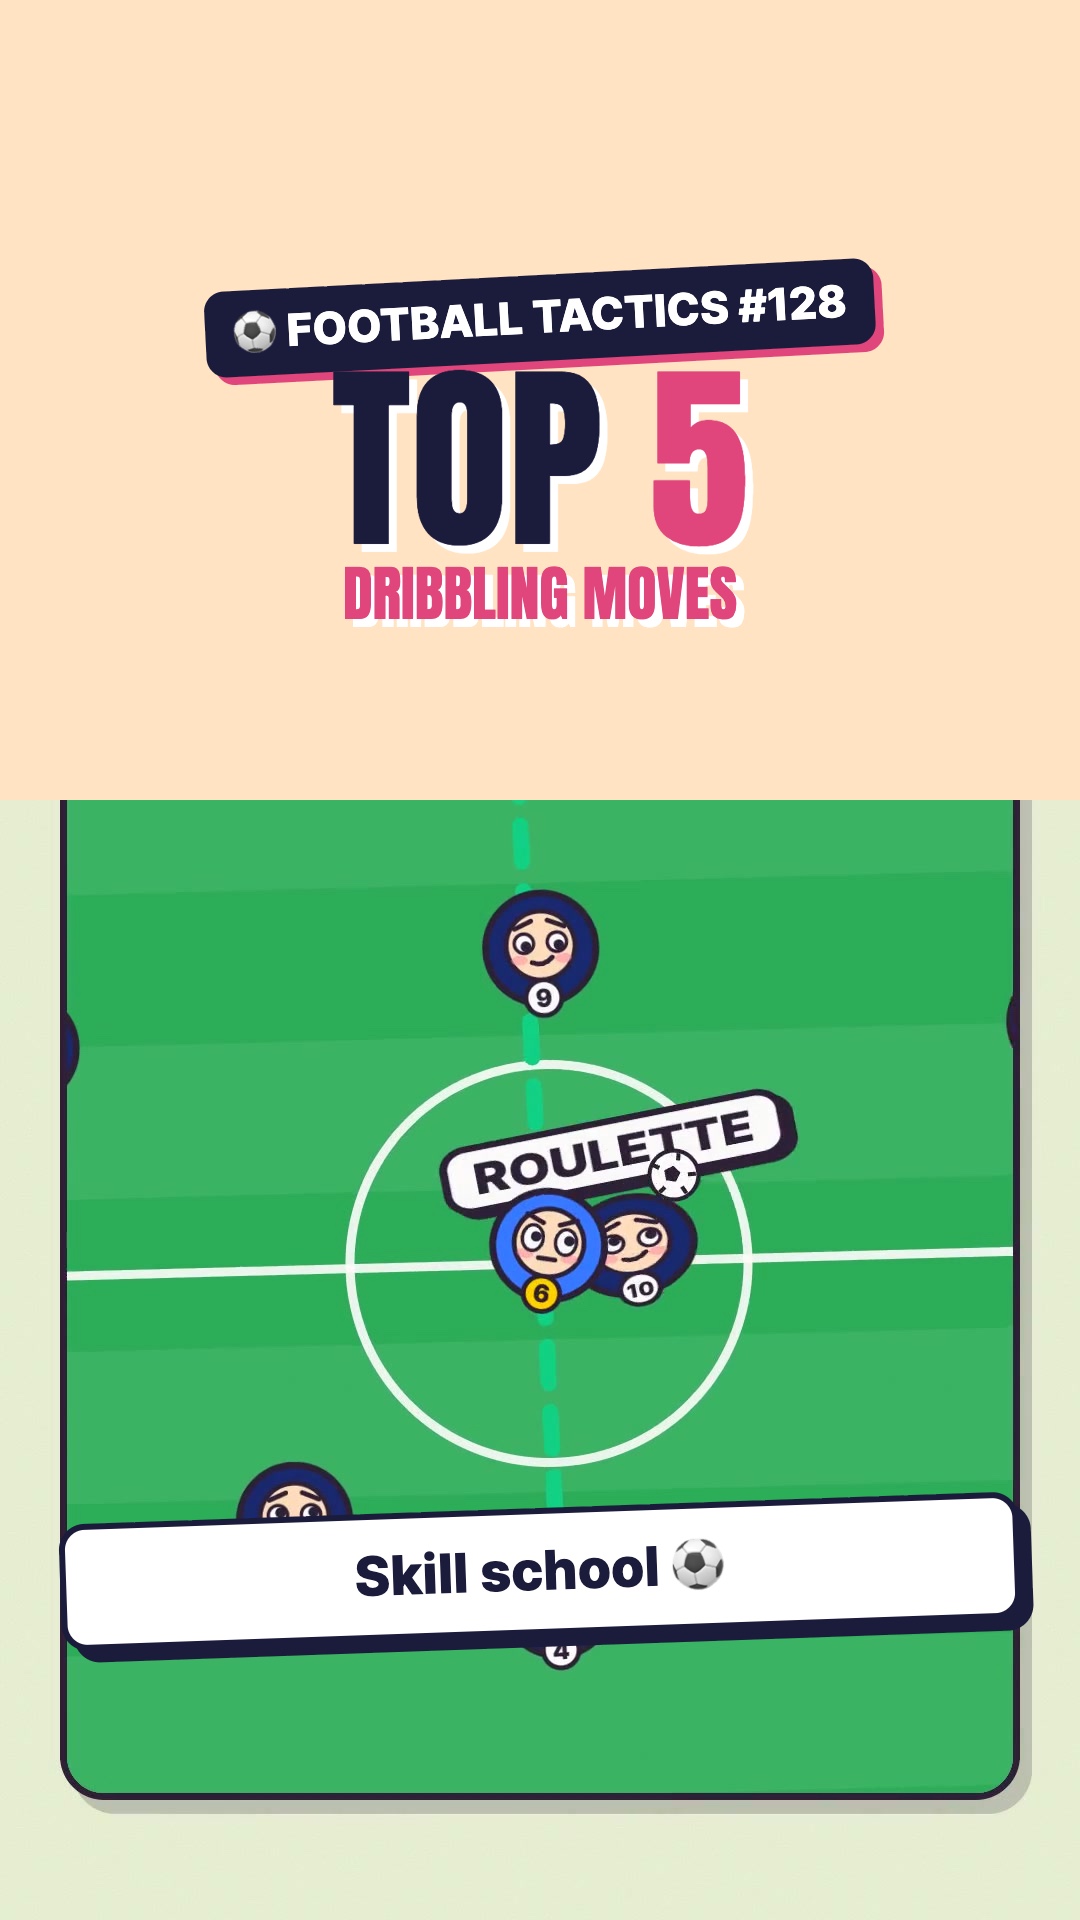 ⚽ FOOTBALL TACTICS #128
TOP 5
DRIBBLING MOVES
9
ROULETTE
6
10
Skill school ⚽
4